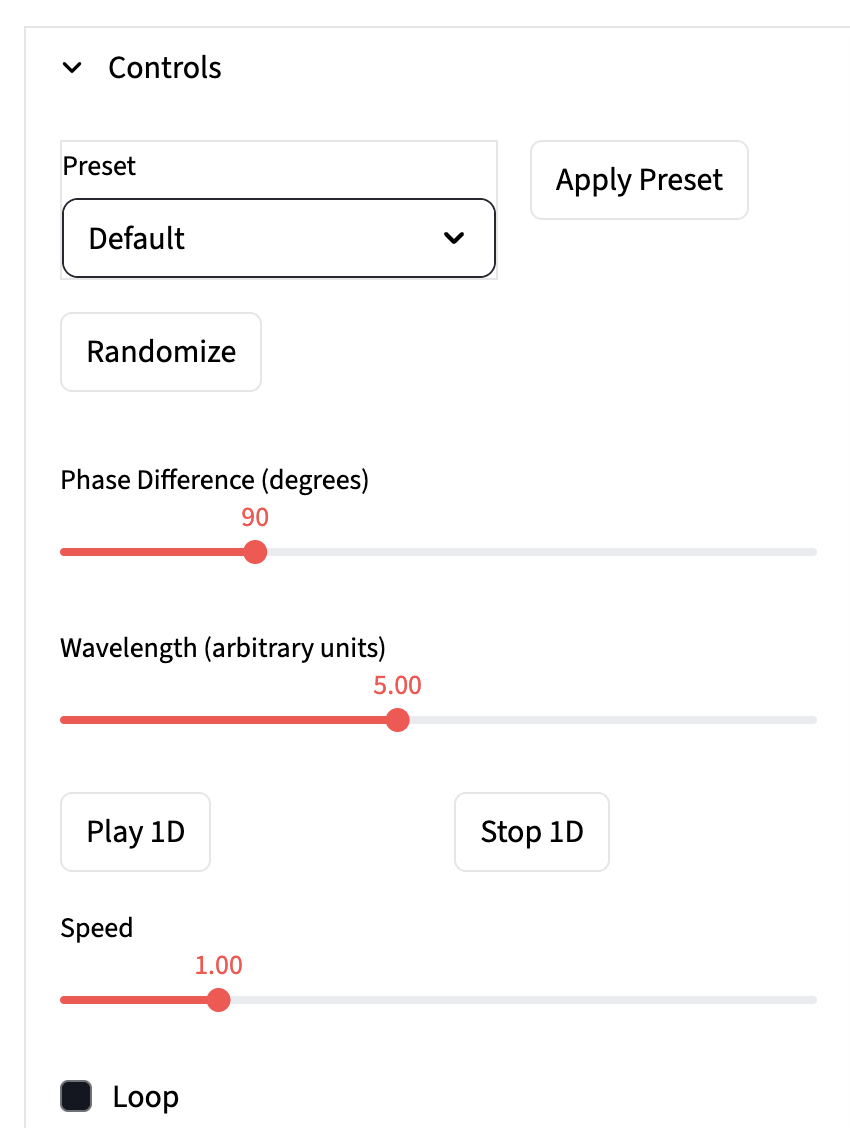 Controls
Preset
Apply Preset
Default
Randomize
Phase Difference (degrees)
90
Wavelength (arbitrary units)
5.00
Play 1D
Stop 1D
Speed
1.00
Loop